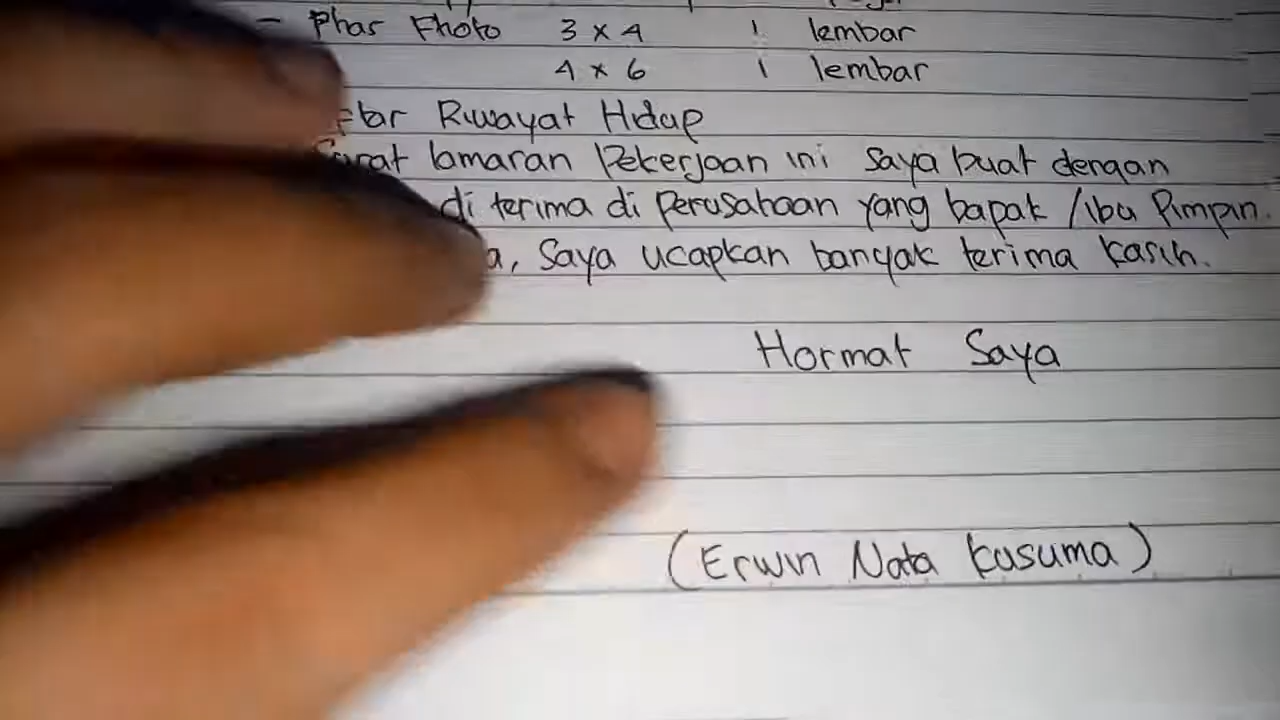 - Phas Fhoto 3 x 4 1 lembar
4 x 6 1 lembar
Riwayat Hidup
lamaran Pekerjaan ini saya buat dengan
di terima di Perusahaan yang bapak / ibu Pimpin.
Saya ucapkan banyak terima kasih.
Hormat Saya
(Erwin Nata Kusuma)